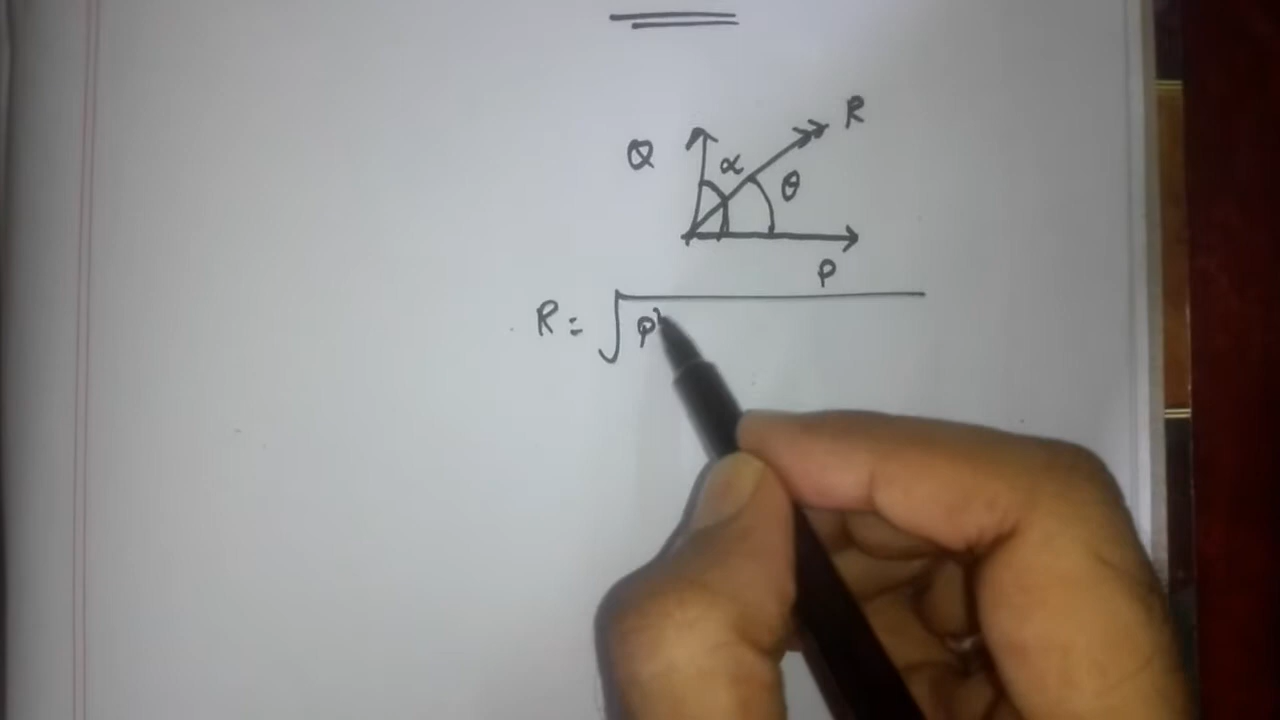 R
Q α θ
P
R = √P²